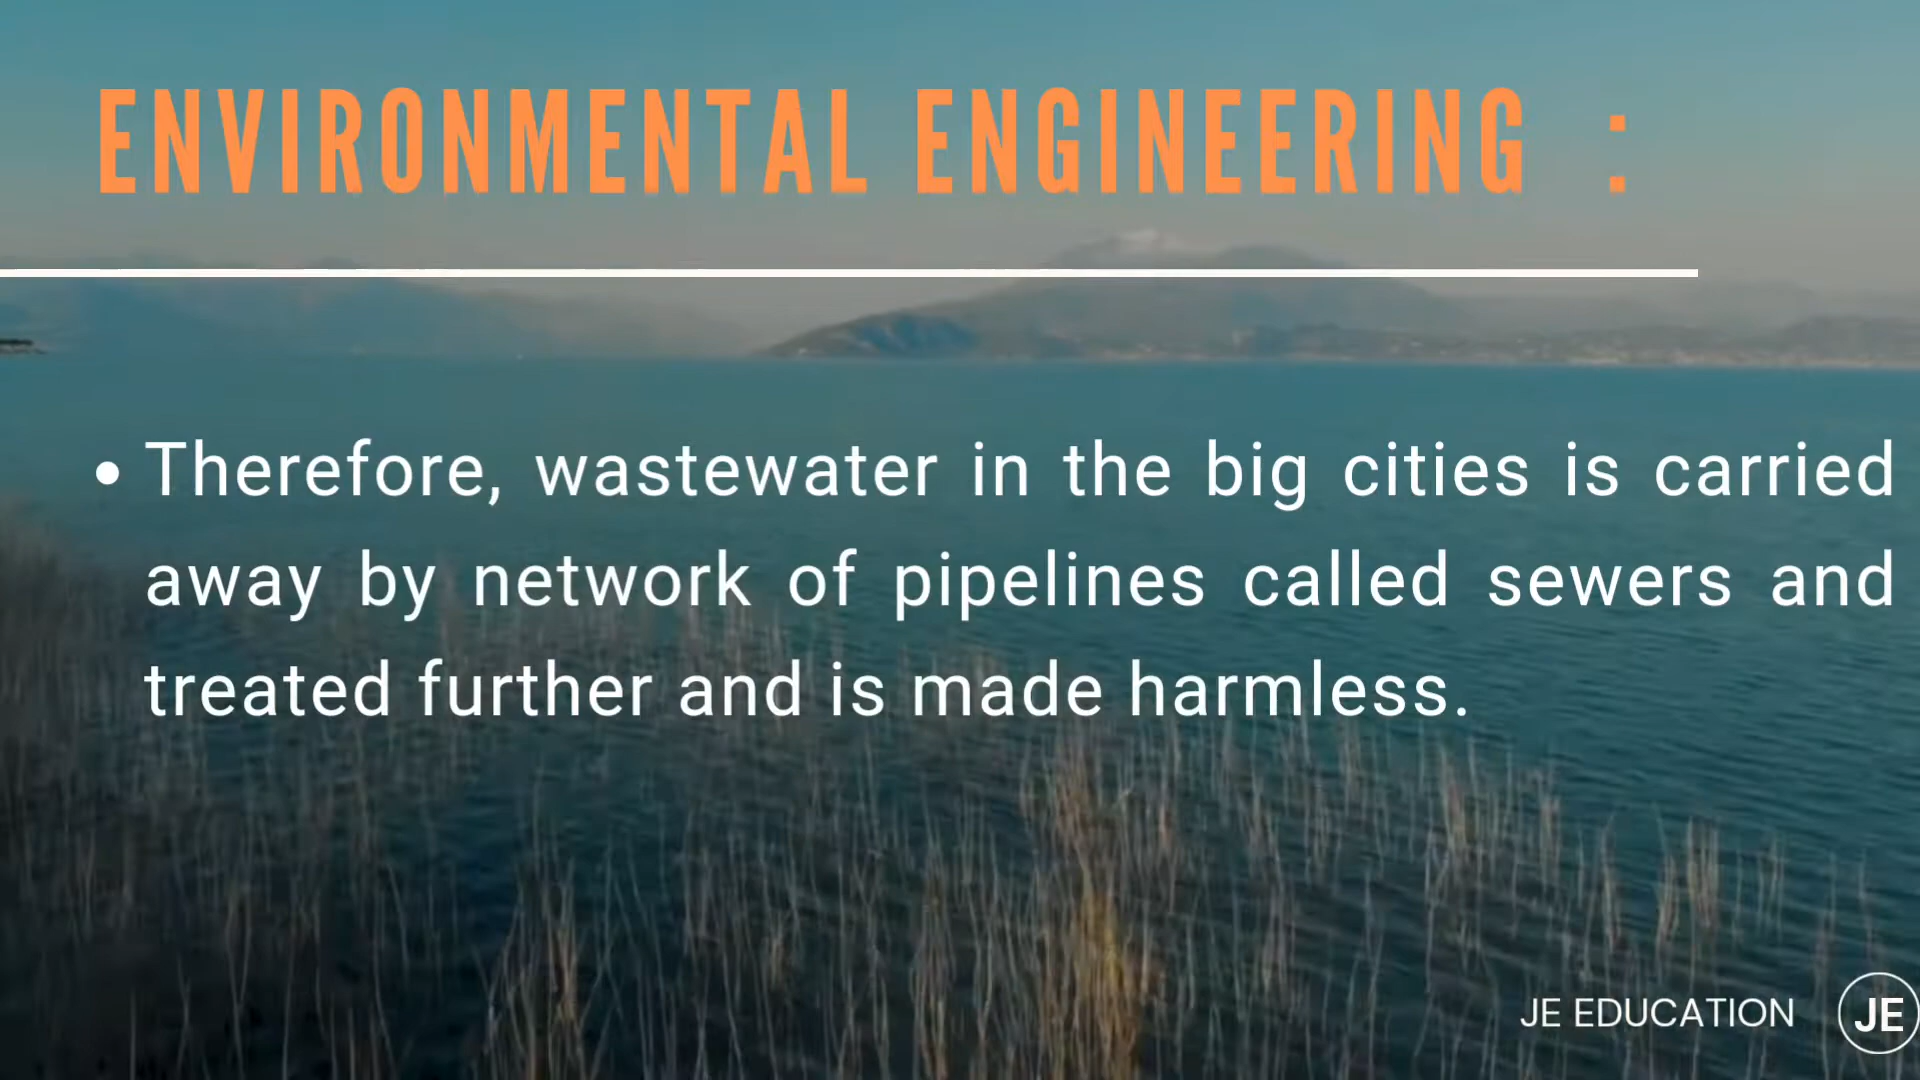 ENVIRONMENTAL ENGINEERING :
• Therefore, wastewater in the big cities is carried
away by network of pipelines called sewers and
treated further and is made harmless.
JE EDUCATION JE